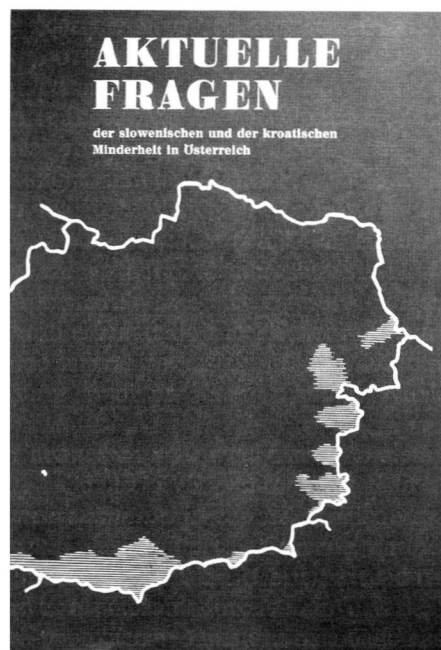 AKTUELLE
FRAGEN
der slowenischen und der kroatischen
Minderheit in Österreich